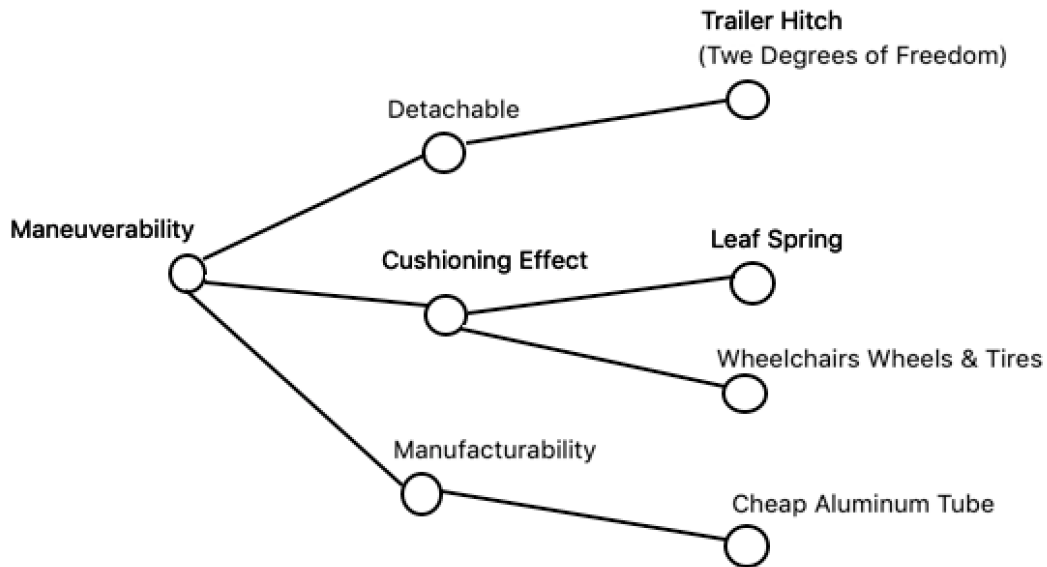 Trailer Hitch
(Twe Degrees of Freedom)
Detachable
Maneuverability
Cushioning Effect
Leaf Spring
Wheelchairs Wheels & Tires
Manufacturability
Cheap Aluminum Tube